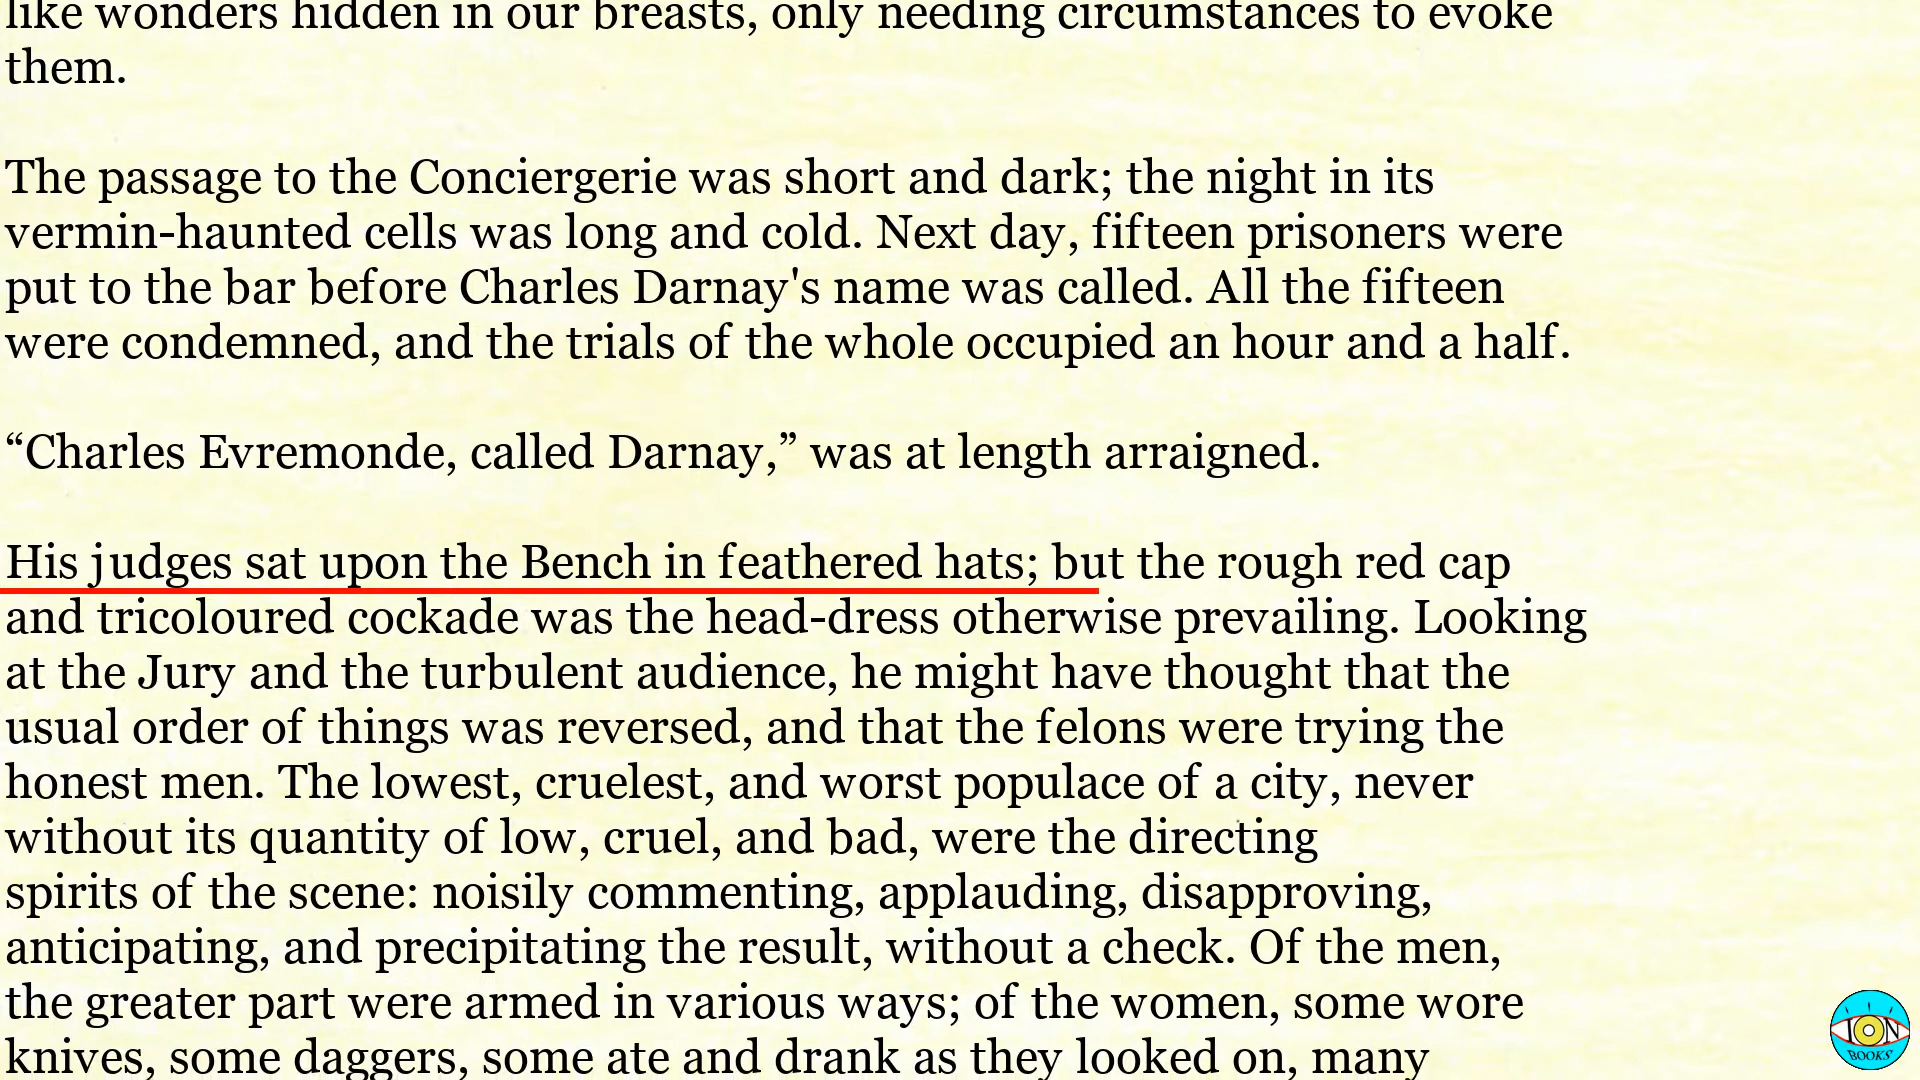 like wonders hidden in our breasts, only needing circumstances to evoke
them.
The passage to the Conciergerie was short and dark; the night in its
vermin-haunted cells was long and cold. Next day, fifteen prisoners were
put to the bar before Charles Darnay's name was called. All the fifteen
were condemned, and the trials of the whole occupied an hour and a half.
“Charles Evremonde, called Darnay,” was at length arraigned.
His judges sat upon the Bench in feathered hats; but the rough red cap
and tricoloured cockade was the head-dress otherwise prevailing. Looking
at the Jury and the turbulent audience, he might have thought that the
usual order of things was reversed, and that the felons were trying the
honest men. The lowest, cruelest, and worst populace of a city, never
without its quantity of low, cruel, and bad, were the directing
spirits of the scene: noisily commenting, applauding, disapproving,
anticipating, and precipitating the result, without a check. Of the men,
the greater part were armed in various ways; of the women, some wore
knives, some daggers, some ate and drank as they looked on, many
ION
BOOKS